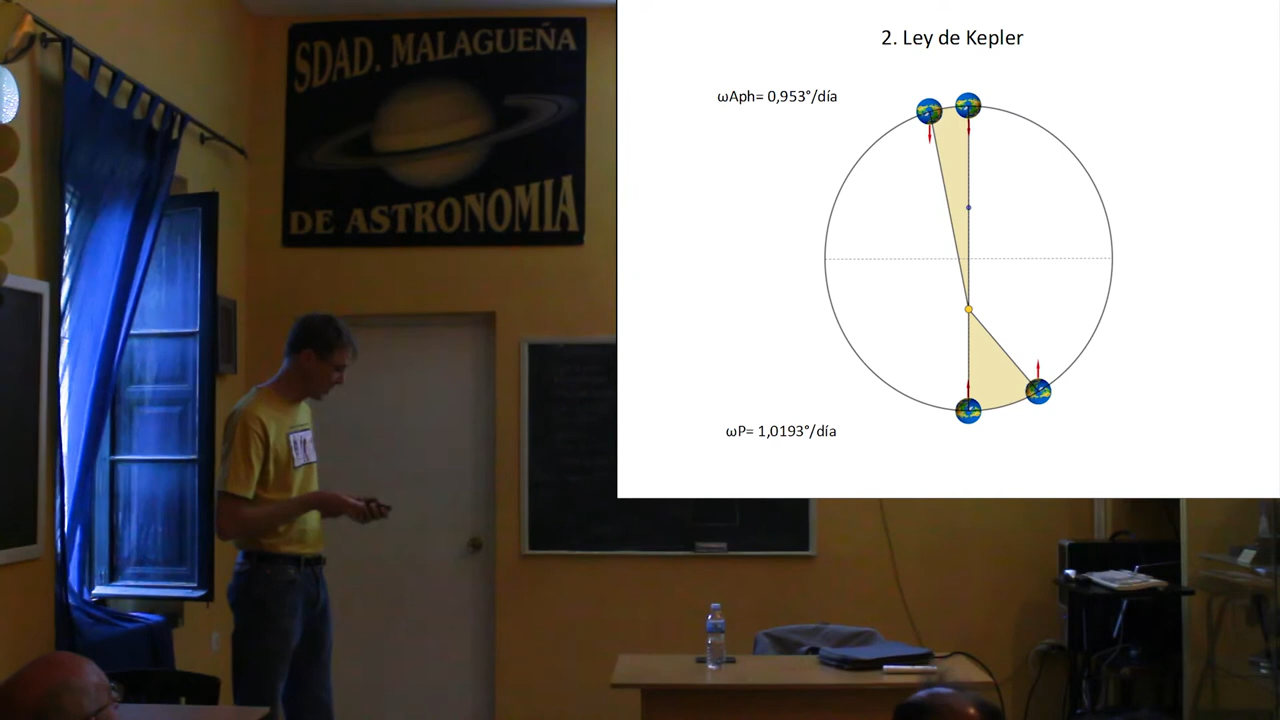 SDAD. MALAGUEÑA
DE ASTRONOMIA
2. Ley de Kepler
ωAph= 0,953°/día
ωP= 1,0193°/día